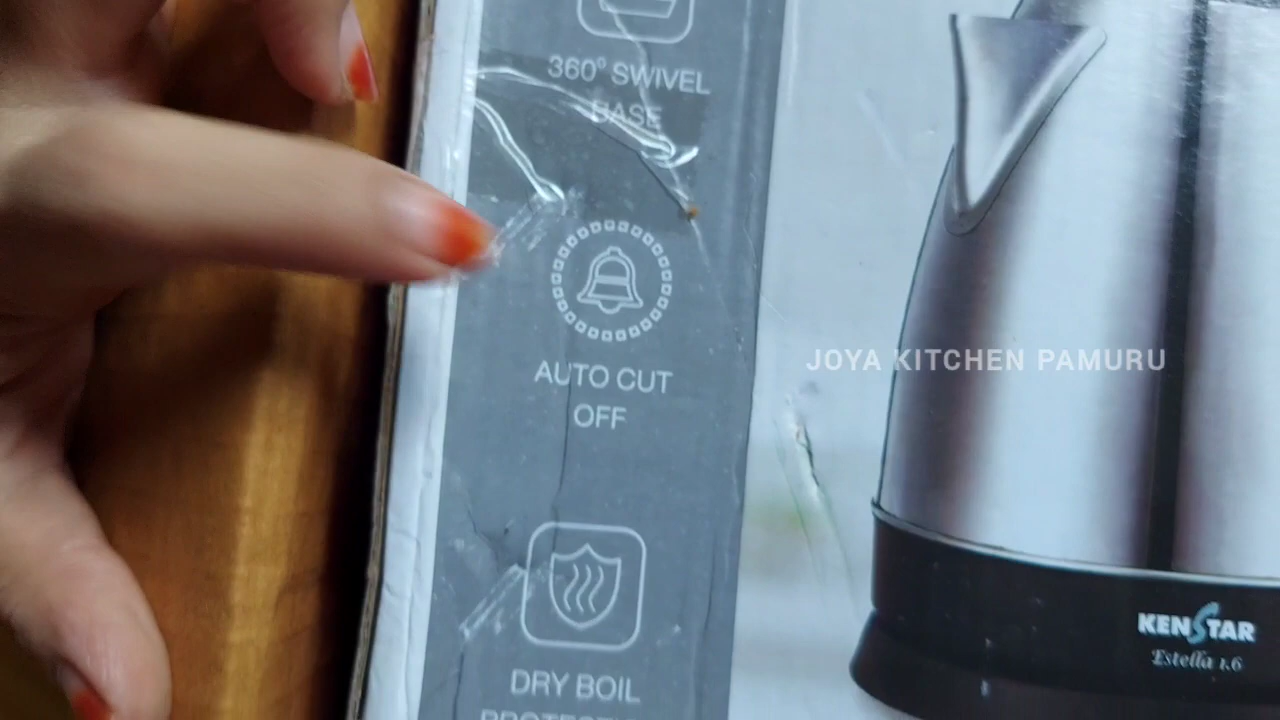 360° SWIVEL
BASE
AUTO CUT
OFF
DRY BOIL
JOYA KITCHEN PAMURU
KENSTAR
Estella 1.6